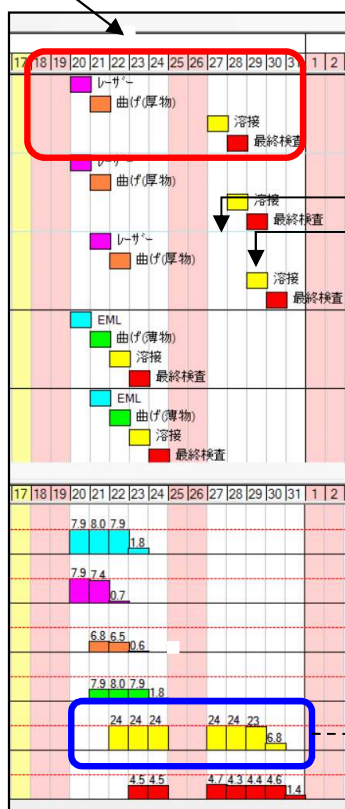 17 18 19 20 21 22 23 24 25 26 27 28 29 30 31 1 2
レーザー
曲げ(厚物)
溶接
最終検査
レーザー
曲げ(厚物)
溶接
最終検査
レーザー
曲げ(厚物)
溶接
最終検査
EML
曲げ(薄物)
溶接
最終検査
EML
曲げ(薄物)
溶接
最終検査
17 18 19 20 21 22 23 24 25 26 27 28 29 30 31 1 2
7.9 8.0 7.9 1.8
7.9 7.4 0.7
6.8 6.5 0.6
7.9 8.0 7.9 1.8
24 24 24 24 24 23 6.8
4.5 4.5 4.7 4.3 4.4 4.6 1.4